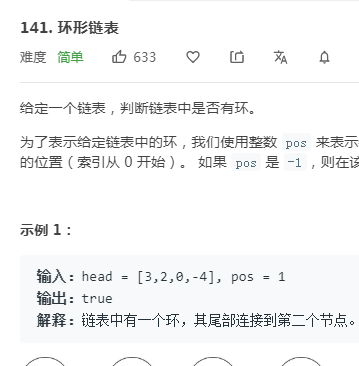 141. 环形链表
难度 简单 633
给定一个链表，判断链表中是否有环。
为了表示给定链表中的环，我们使用整数 pos 来表示
的位置（索引从 0 开始）。 如果 pos 是 -1 ，则在该
示例 1：
输入：head = [3,2,0,-4], pos = 1
输出：true
解释：链表中有一个环，其尾部连接到第二个节点。